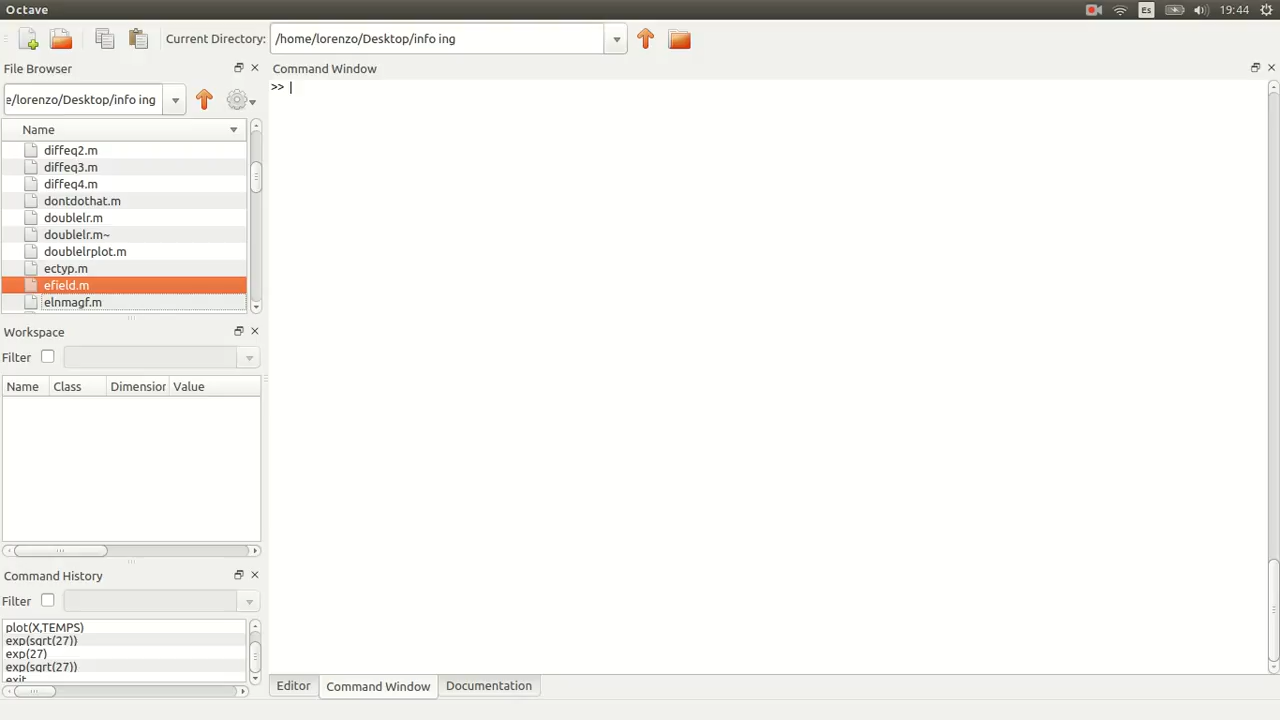 Octave
Es
19:44
Current Directory:
/home/lorenzo/Desktop/info ing
File Browser
Command Window
e/lorenzo/Desktop/info ing
>>
Name
diffeq2.m
diffeq3.m
diffeq4.m
dontdothat.m
doublelr.m
doublelr.m~
doublelrplot.m
ectyp.m
efield.m
elnmagf.m
Workspace
Filter
Name Class Dimension Value
Command History
Filter
plot(X,TEMPS)
exp(sqrt(27))
exp(27)
exp(sqrt(27))
exit
Editor Command Window Documentation